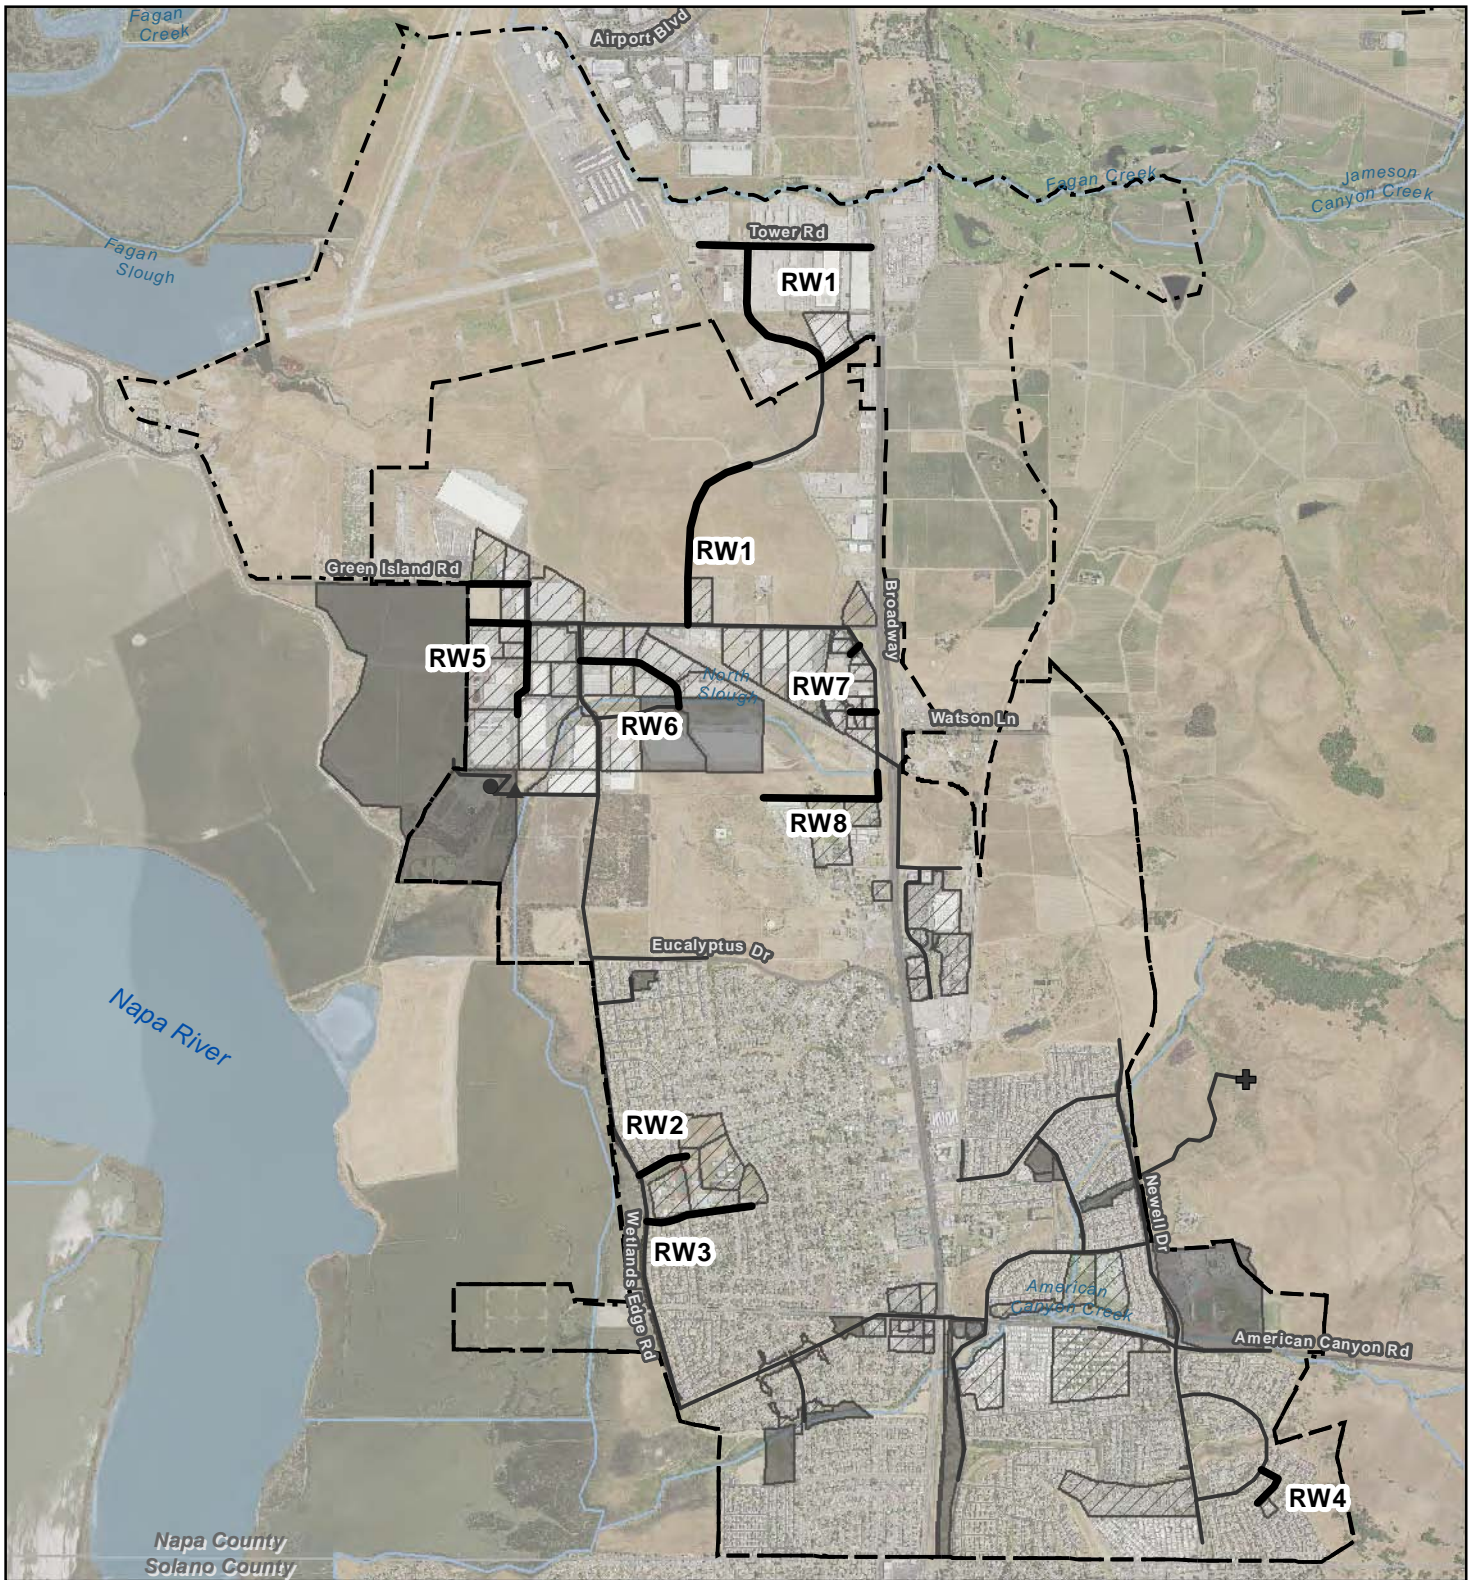 Fagan
Creek
Airport Blvd
Fagan Creek
Jameson
Canyon Creek
Tower Rd
Fagan
Slough
RW1
RW1
Green Island Rd
Broadway
RW5
North
Slough
RW7
RW6
Watson Ln
RW8
Eucalyptus Dr
Napa River
RW2
Newell Dr
RW3
Wetlands Edge Rd
American
Canyon Creek
American Canyon Rd
RW4
Napa County
Solano County